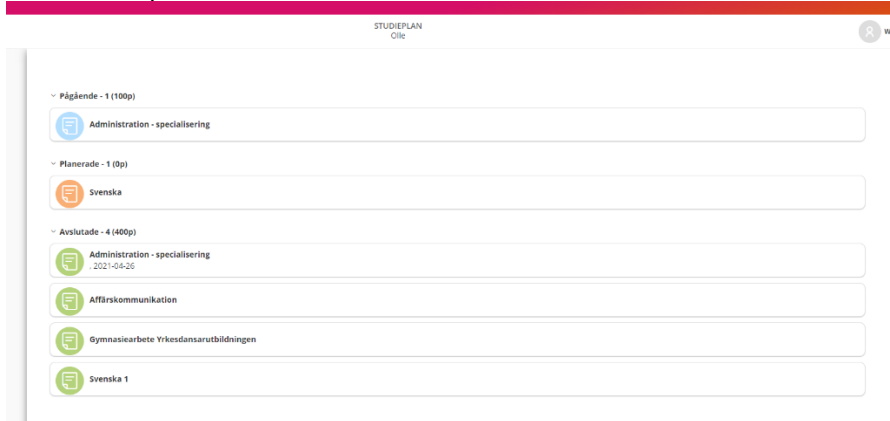 STUDIEPLAN
Olle
W
Pågående - 1 (100p)
Administration - specialisering
Planerade - 1 (0p)
Svenska
Avslutade - 4 (400p)
Administration - specialisering
, 2021-04-26
Affärskommunikation
Gymnasiearbete Yrkesdansarutbildningen
Svenska 1